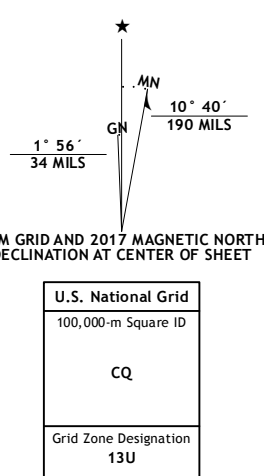 ★
MN
GN
10° 40´
190 MILS
1° 56´
34 MILS
M GRID AND 2017 MAGNETIC NORTH
DECLINATION AT CENTER OF SHEET
U.S. National Grid
100,000-m Square ID
CQ
Grid Zone Designation
13U